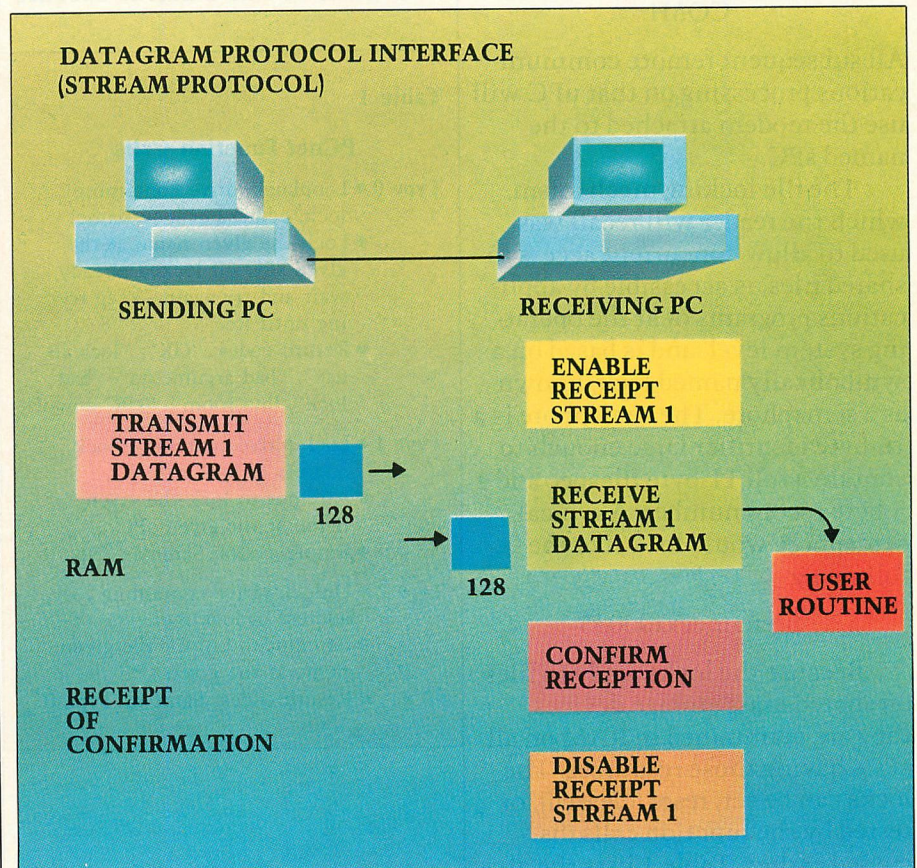 DATAGRAM PROTOCOL INTERFACE
(STREAM PROTOCOL)
SENDING PC
RECEIVING PC
ENABLE
RECEIPT
STREAM 1
TRANSMIT
STREAM 1
DATAGRAM
128
RECEIVE
STREAM 1
DATAGRAM
128
RAM
USER
ROUTINE
CONFIRM
RECEPTION
RECEIPT
OF
CONFIRMATION
DISABLE
RECEIPT
STREAM 1